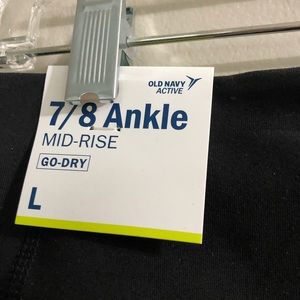 OLD NAVY
ACTIVE
7/8 Ankle
MID-RISE
GO-DRY
L